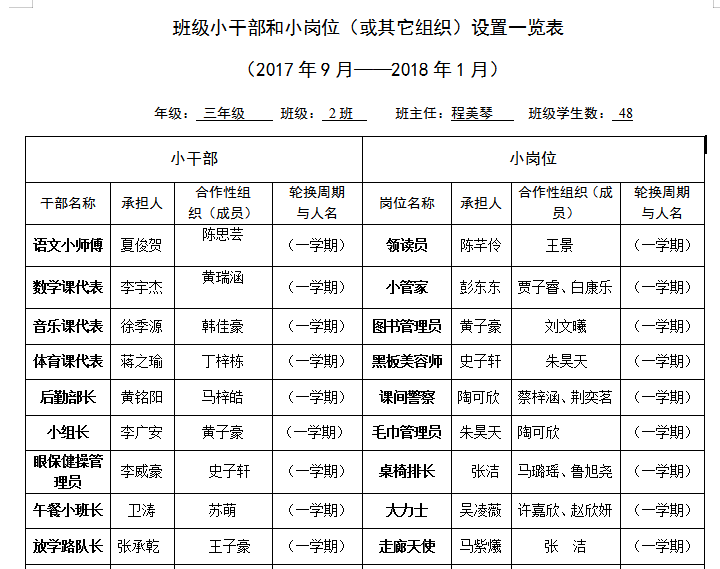 班级小干部和小岗位（或其它组织）设置一览表
（2017年9月——2018年1月）
年级： 三年级 班级： 2班 班主任：程美琴 班级学生数： 48
小干部 小岗位
干部名称 承担人 合作性组织（成员） 轮换周期与人名 岗位名称 承担人 合作性组织（成员） 轮换周期与人名
语文小师傅 夏俊贺 陈思芸 （一学期） 领读员 陈芊伶 王景 （一学期）
数学课代表 李宇杰 黄瑞涵 （一学期） 小管家 彭东东 贾子睿、白康乐 （一学期）
音乐课代表 徐季源 韩佳豪 （一学期） 图书管理员 黄子豪 刘文曦 （一学期）
体育课代表 蒋之瑜 丁梓栋 （一学期） 黑板美容师 史子轩 朱昊天 （一学期）
后勤部长 黄铭阳 马梓皓 （一学期） 课间警察 陶可欣 蔡梓涵、荆奕茗 （一学期）
小组长 李广安 黄子豪 （一学期） 毛巾管理员 朱昊天 陶可欣 （一学期）
眼保健操管理员 李威豪 史子轩 （一学期） 桌椅排长 张洁 马璐瑶、鲁旭尧 （一学期）
午餐小班长 卫涛 苏萌 （一学期） 大力士 吴凌薇 许嘉欣、赵欣妍 （一学期）
放学路队长 张承乾 王子豪 （一学期） 走廊天使 马紫爔 张 洁 （一学期）